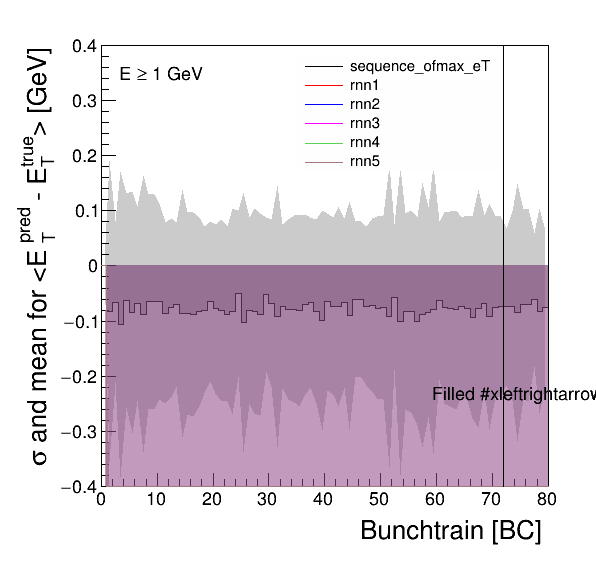 σ and mean for <E_T^pred - E_T^true> [GeV]
0.4
0.3
0.2
0.1
0
−0.1
−0.2
−0.3
−0.4
E ≥ 1 GeV
sequence_ofmax_eT
rnn1
rnn2
rnn3
rnn4
rnn5
Filled #xleftrightarrow
0 10 20 30 40 50 60 70 80
Bunchtrain [BC]